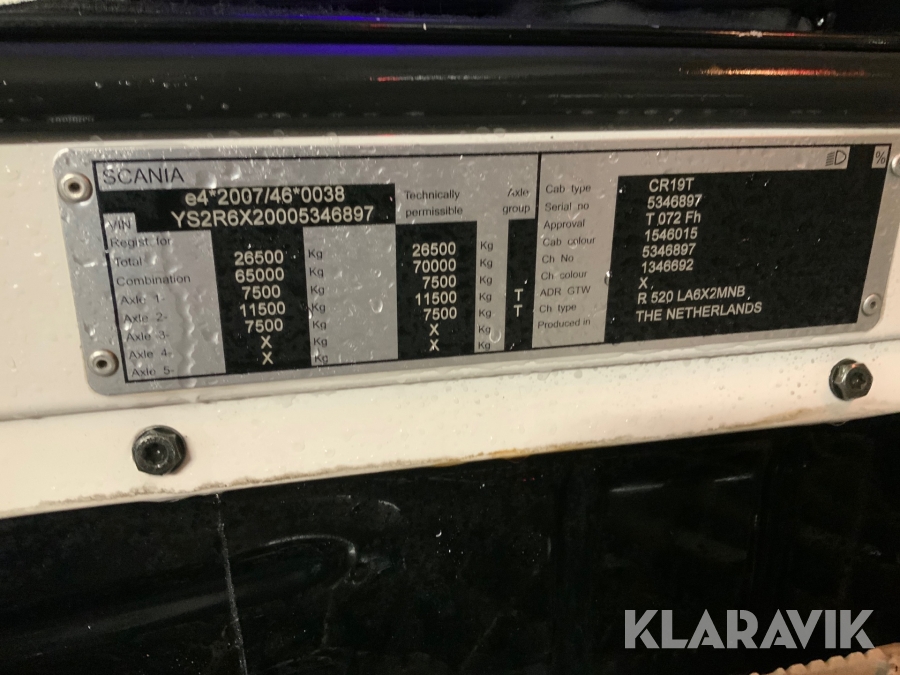 SCANIA
%
e4*2007/46*0038
VIN YS2R6X20005346897
Technically permissible
Axle group
Regist. for
Total 26500 Kg 26500 Kg
Combination 65000 Kg 70000 Kg
Axle 1- 7500 Kg 7500 Kg
Axle 2- 11500 Kg 11500 Kg T
Axle 3- 7500 Kg 7500 Kg T
Axle 4- X Kg X Kg
Axle 5- X Kg X Kg
Cab type CR19T
Serial no 5346897
Approval T 072 Fh
Cab colour 1546015
Ch No 5346897
Ch colour 1346692
ADR GTW X
Ch type R 520 LA6X2MNB
Produced in THE NETHERLANDS
KLARAVIK